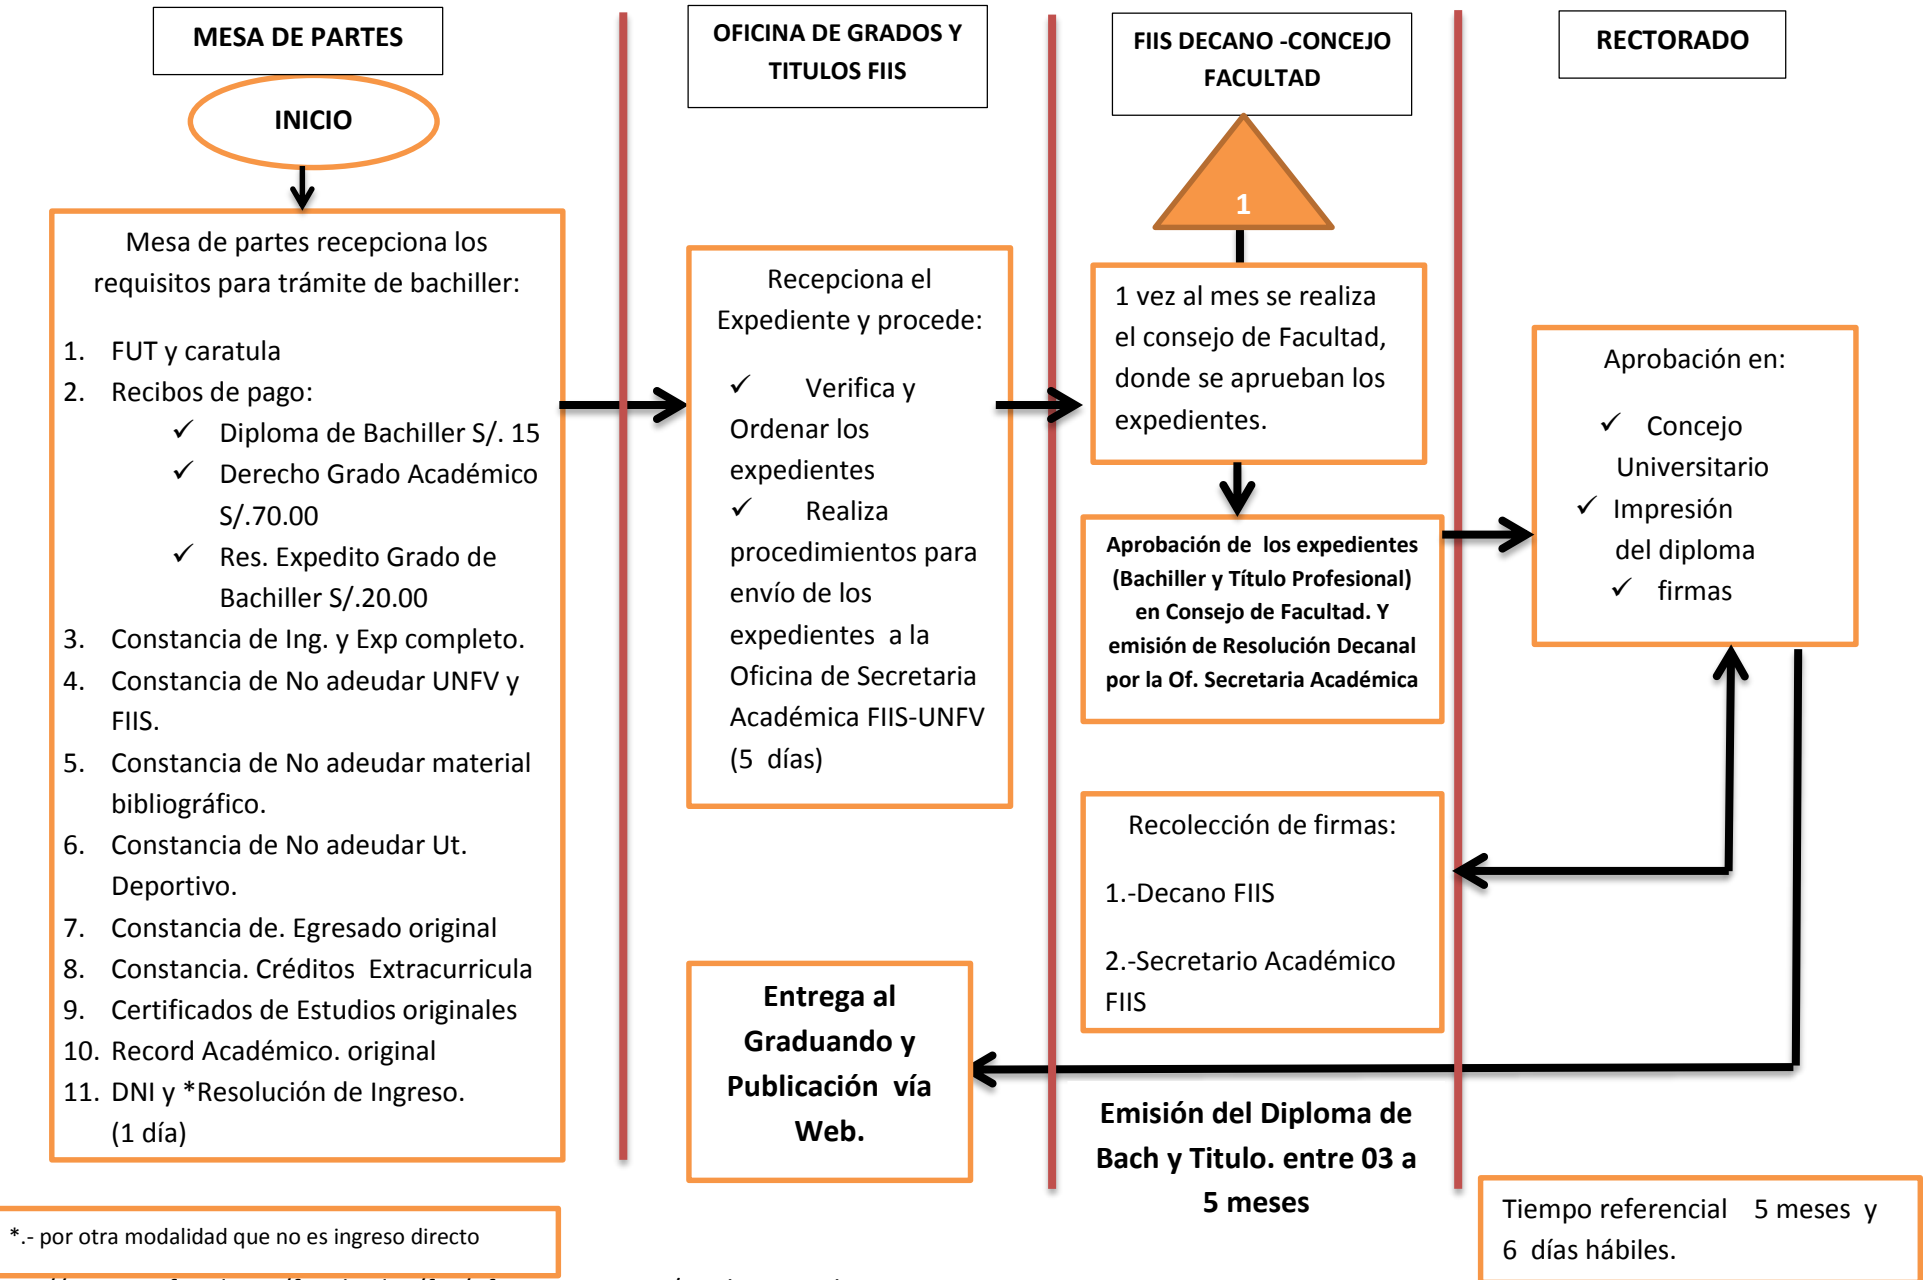 MESA DE PARTES
INICIO
Mesa de partes recepciona los
requisitos para trámite de bachiller:
1. FUT y caratula
2. Recibos de pago:
✓ Diploma de Bachiller S/. 15
✓ Derecho Grado Académico
S/.70.00
✓ Res. Expedito Grado de
Bachiller S/.20.00
3. Constancia de Ing. y Exp completo.
4. Constancia de No adeudar UNFV y
FIIS.
5. Constancia de No adeudar material
bibliográfico.
6. Constancia de No adeudar Ut.
Deportivo.
7. Constancia de. Egresado original
8. Constancia. Créditos Extracurricula
9. Certificados de Estudios originales
10. Record Académico. original
11. DNI y *Resolución de Ingreso.
(1 día)
*.- por otra modalidad que no es ingreso directo
OFICINA DE GRADOS Y
TITULOS FIIS
Recepciona el
Expediente y procede:
✓ Verifica y
Ordenar los
expedientes
✓ Realiza
procedimientos para
envío de los
expedientes a la
Oficina de Secretaria
Académica FIIS-UNFV
(5 días)
Entrega al
Graduando y
Publicación vía
Web.
FIIS DECANO -CONCEJO
FACULTAD
1
1 vez al mes se realiza
el consejo de Facultad,
donde se aprueban los
expedientes.
Aprobación de los expedientes
(Bachiller y Título Profesional)
en Consejo de Facultad. Y
emisión de Resolución Decanal
por la Of. Secretaria Académica
Recolección de firmas:
1.-Decano FIIS
2.-Secretario Académico
FIIS
Emisión del Diploma de
Bach y Titulo. entre 03 a
5 meses
RECTORADO
Aprobación en:
✓ Concejo
Universitario
✓ Impresión
del diploma
✓ firmas
Tiempo referencial 5 meses y
6 días hábiles.